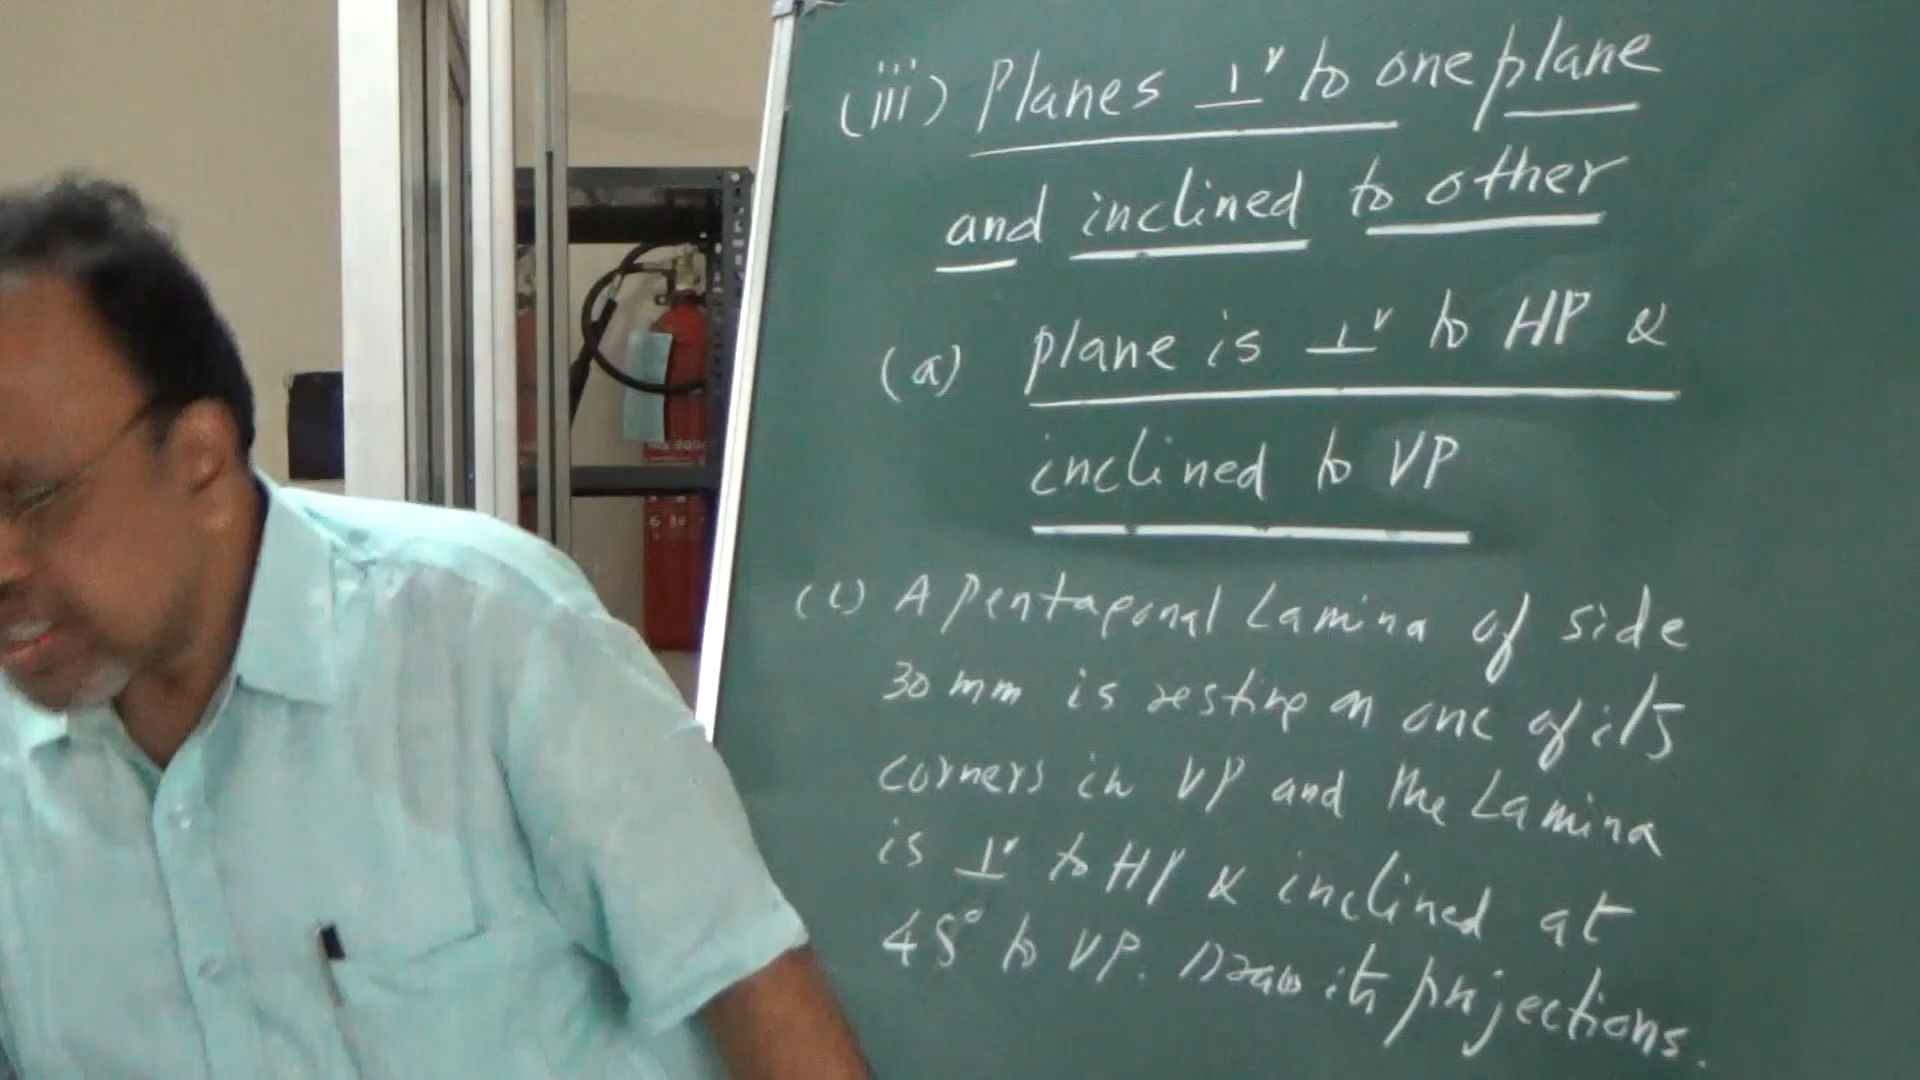 (iii) Planes ⊥r to one plane
and inclined to other
(a) plane is ⊥r to HP &
inclined to VP
(1) A Pentagonal Lamina of side
30 mm is resting on one of its
corners in VP and the Lamina
is ⊥r to HP & inclined at
45° to VP. Draw its projections.